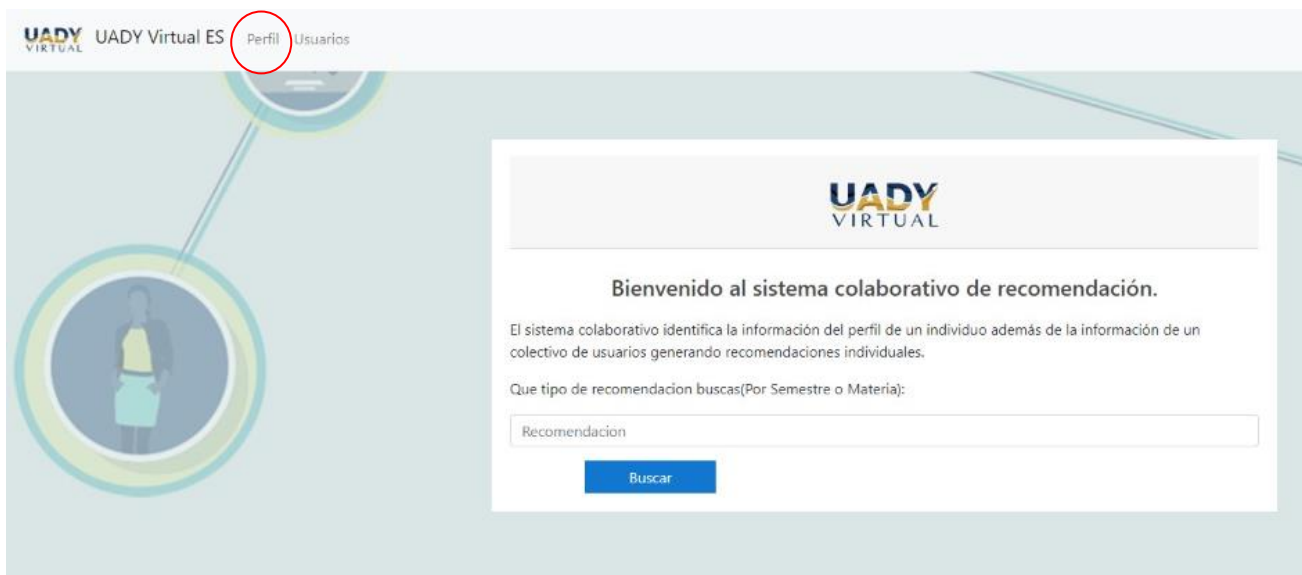 UADY VIRTUAL UADY Virtual ES Perfil Usuarios
UADY
VIRTUAL
Bienvenido al sistema colaborativo de recomendación.
El sistema colaborativo identifica la información del perfil de un individuo además de la información de un
colectivo de usuarios generando recomendaciones individuales.
Que tipo de recomendacion buscas(Por Semestre o Materia):
Recomendacion
Buscar